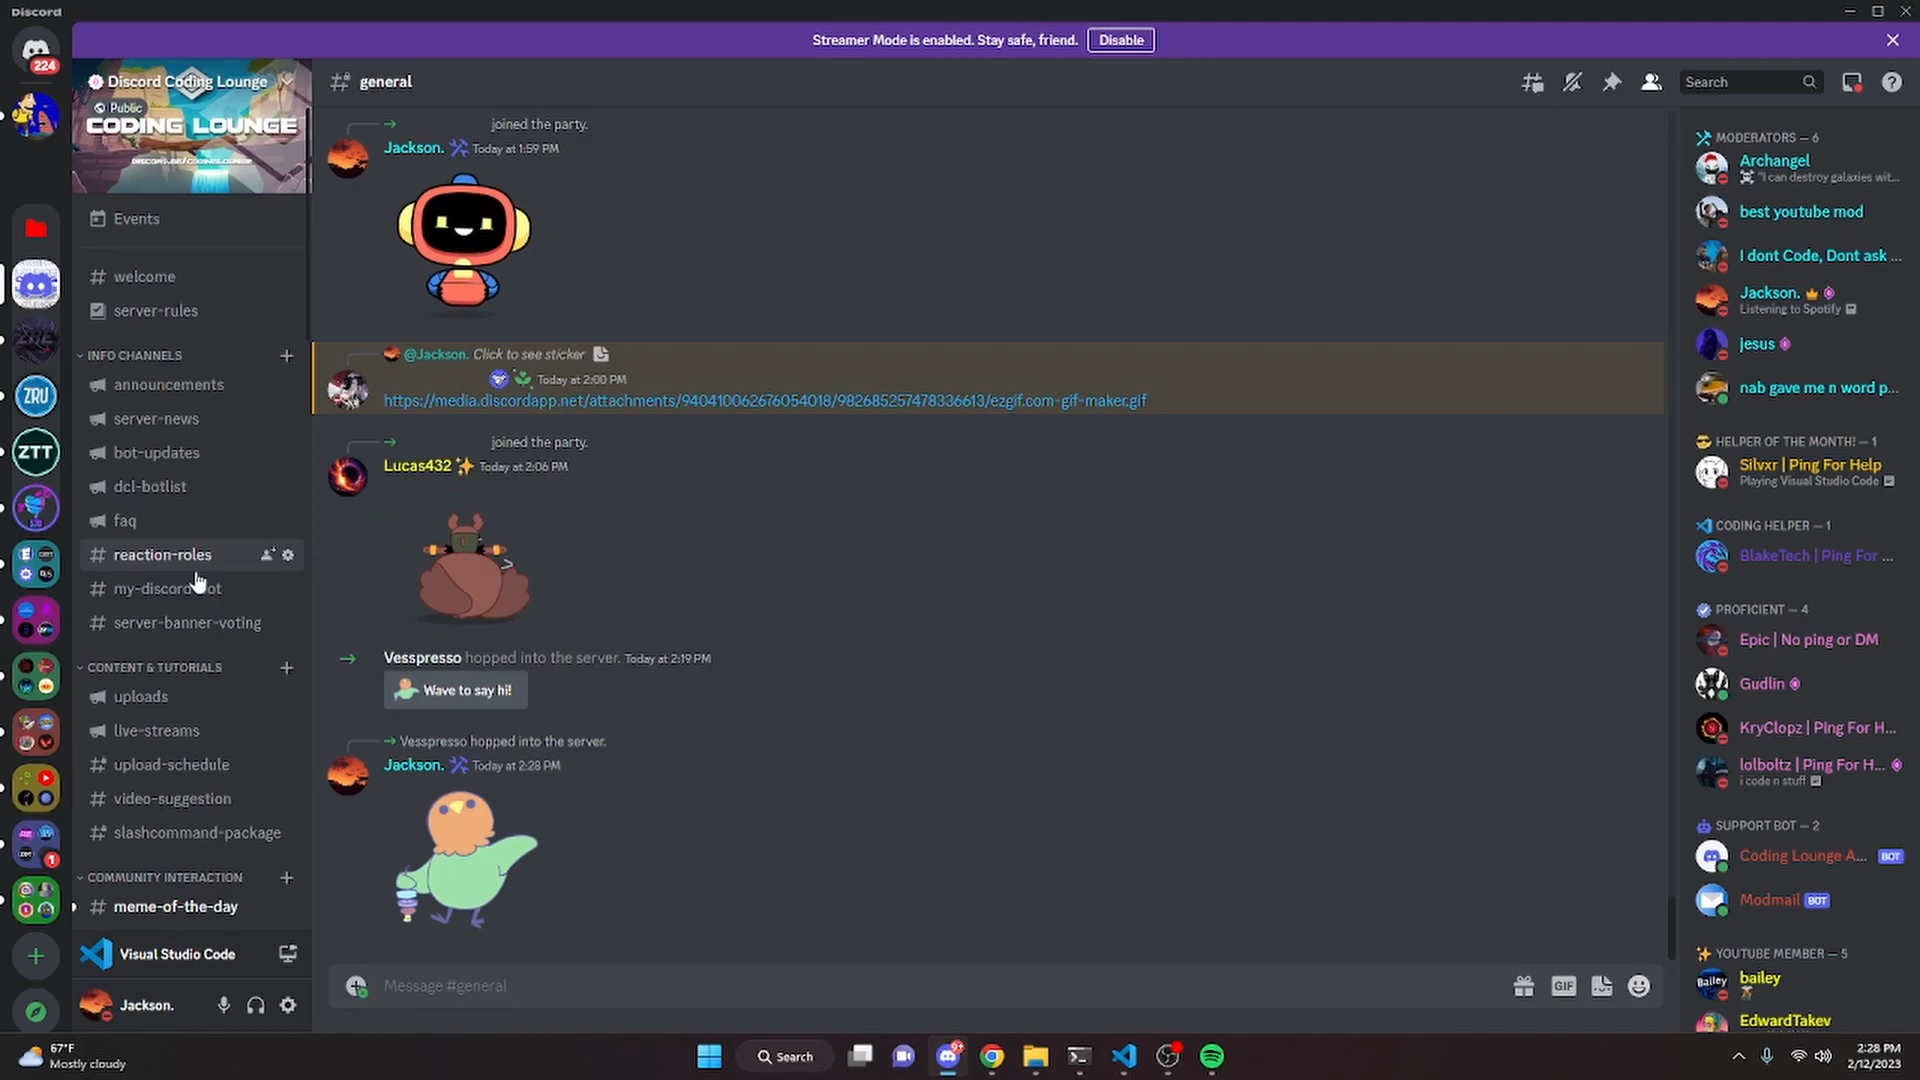 Discord
Streamer Mode is enabled. Stay safe, friend.
Disable
224
Discord Coding Lounge
Public
CODING LOUNGE
DISCORD.GG/CODINGLOUNGE
Events
welcome
server-rules
INFO CHANNELS
announcements
server-news
bot-updates
dcl-botlist
faq
reaction-roles
my-discord-bot
server-banner-voting
CONTENT & TUTORIALS
uploads
live-streams
upload-schedule
video-suggestion
slashcommand-package
COMMUNITY INTERACTION
meme-of-the-day
Visual Studio Code
Jackson.
ZRU
ZTT
1
general
Search
joined the party.
Jackson. Today at 1:59 PM
@Jackson. Click to see sticker
Today at 2:00 PM
https://media.discordapp.net/attachments/940410062676054018/982685257478336613/ezgif.com-gif-maker.gif
joined the party.
Lucas432 Today at 2:06 PM
Vesspresso hopped into the server. Today at 2:19 PM
Wave to say hi!
Vesspresso hopped into the server.
Jackson. Today at 2:28 PM
Message #general
GIF
MODERATORS — 6
Archangel
"I can destroy galaxies wit...
best youtube mod
I dont Code, Dont ask ...
Jackson.
Listening to Spotify
jesus
nab gave me n word p...
HELPER OF THE MONTH! — 1
Silvxr | Ping For Help
Playing Visual Studio Code
CODING HELPER — 1
BlakeTech | Ping For ...
PROFICIENT — 4
Epic | No ping or DM
Gudlin
KryClopz | Ping For H...
lolboltz | Ping For H...
i code n stuff
SUPPORT BOT — 2
Coding Lounge A... BOT
Modmail BOT
YOUTUBE MEMBER — 5
bailey
Bailey
EdwardTakev
67°F
Mostly cloudy
Search
9+
2:28 PM
2/12/2023